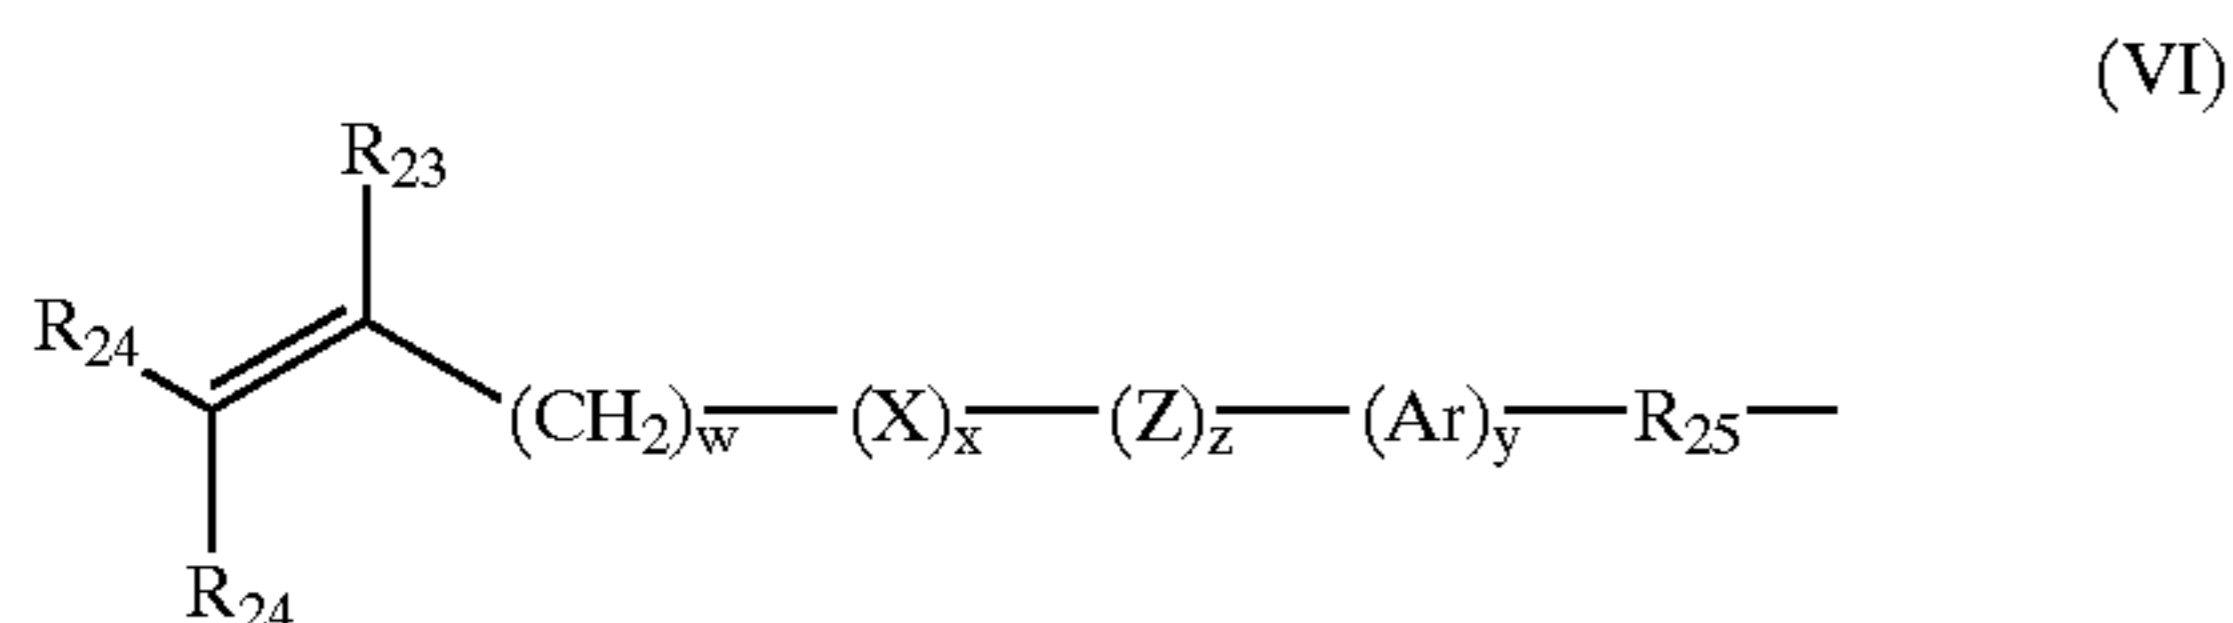 (VI)
R23
R24
(CH2)w—(X)x—(Z)z—(Ar)y—R25—
R24